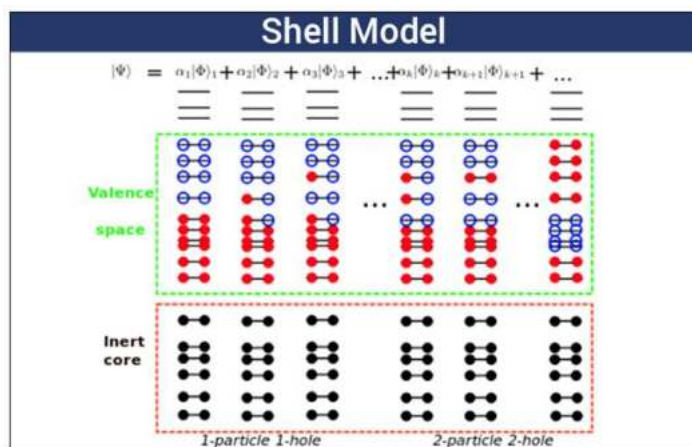 Shell Model
|Ψ⟩ = α₁|Φ⟩₁ + α₂|Φ⟩₂ + α₃|Φ⟩₃ + ... + αₖ|Φ⟩ₖ + αₖ₊₁|Φ⟩ₖ₊₁ + ...
Valence
space
... ...
Inert
core
1-particle 1-hole 2-particle 2-hole